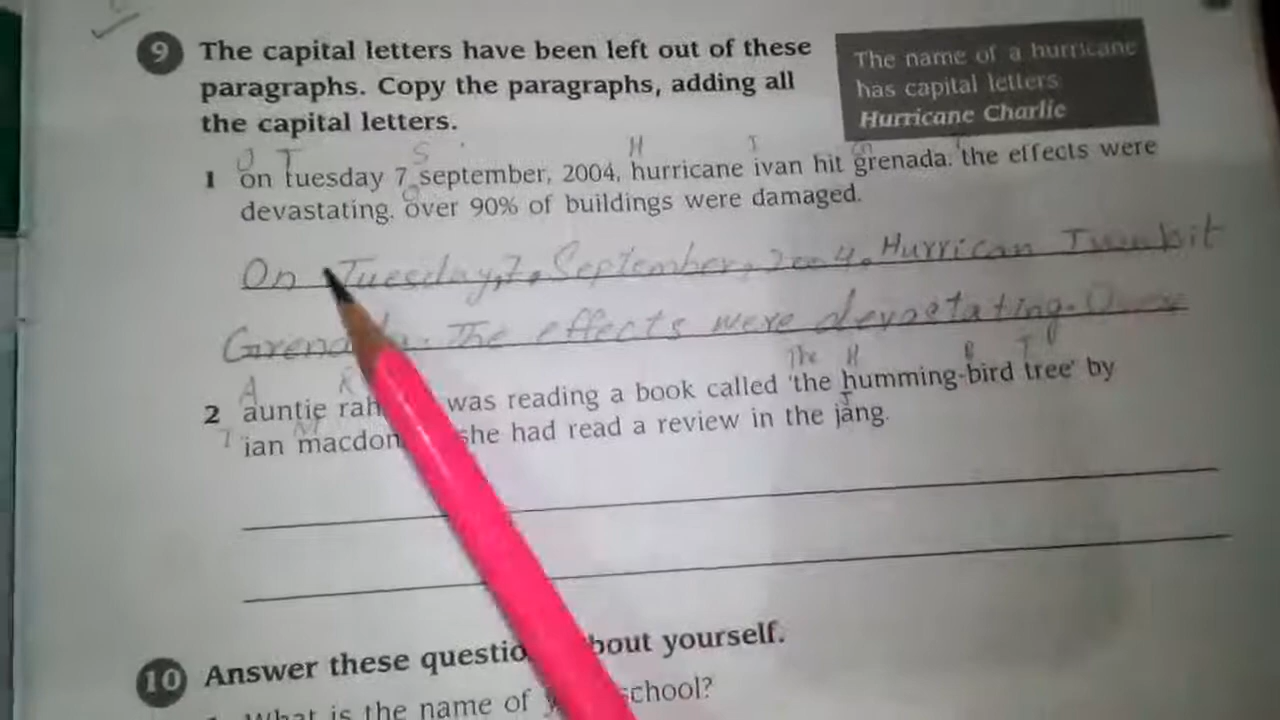 9 The capital letters have been left out of these
paragraphs. Copy the paragraphs, adding all
the capital letters.
The name of a hurricane
has capital letters
Hurricane Charlie
O T S H I
1 on tuesday 7 september, 2004, hurricane ivan hit grenada. the effects were
O
devastating. over 90% of buildings were damaged.
On Tuesday, 7, September, 2004. Hurrican hit
The effects were devastating. Over
A R The H B T
2 auntie was reading a book called 'the humming-bird tree' by
I M J
ian she had read a review in the jang.
10 Answer these about yourself.
What is the name of school?